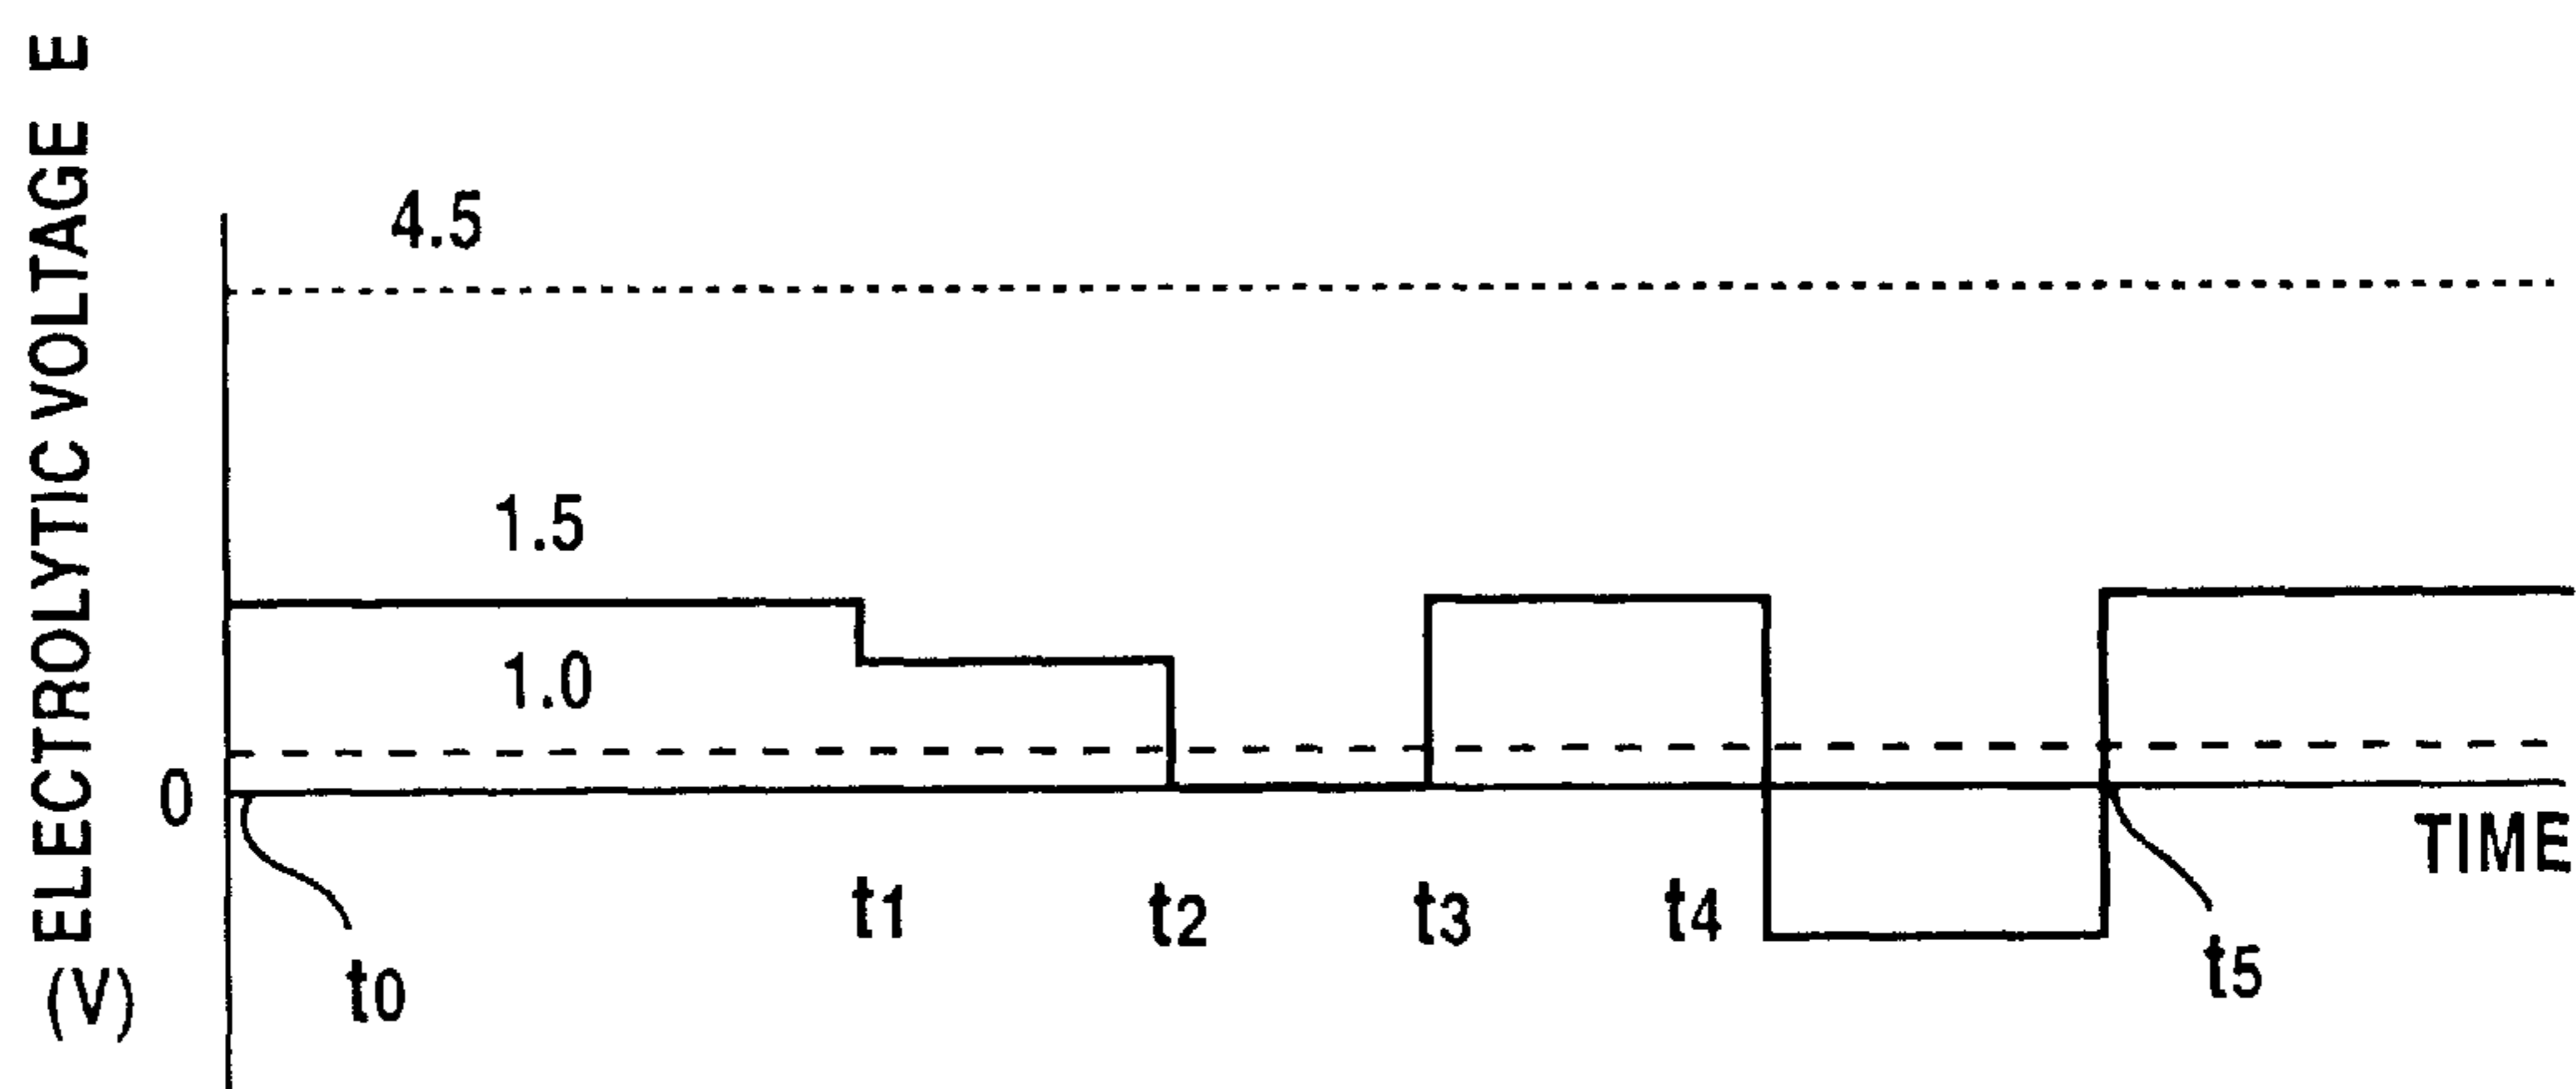 ELECTROLYTIC VOLTAGE E
(V)
4.5
1.5
1.0
0
TIME
t0
t1
t2
t3
t4
t5